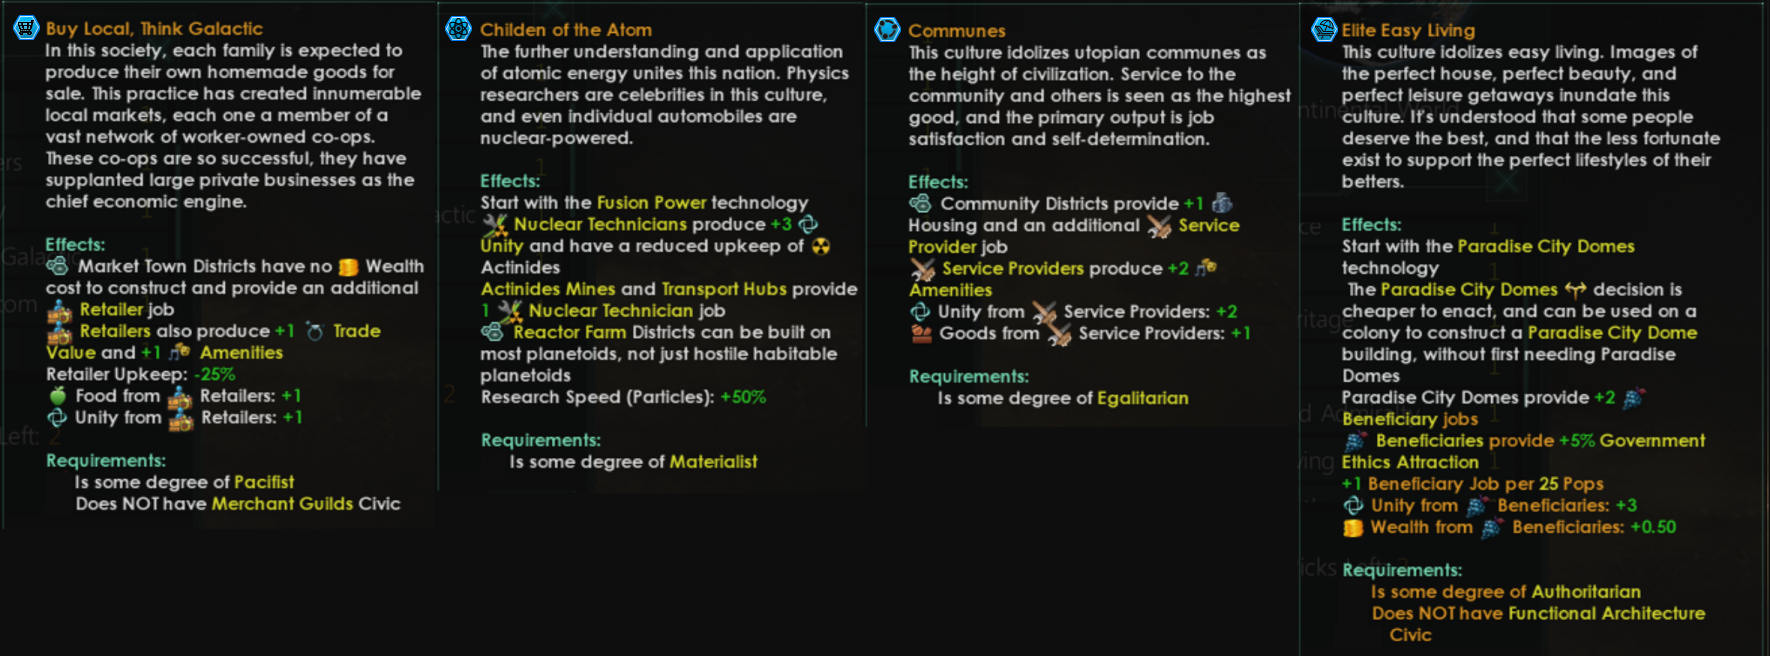 Buy Local, Think Galactic
In this society, each family is expected to
produce their own homemade goods for
sale. This practice has created innumerable
local markets, each one a member of a
vast network of worker-owned co-ops.
These co-ops are so successful, they have
supplanted large private businesses as the
chief economic engine.
Effects:
Market Town Districts have no Wealth
cost to construct and provide an additional
Retailer job
Retailers also produce +1 Trade
Value and +1 Amenities
Retailer Upkeep: -25%
Food from Retailers: +1
Unity from Retailers: +1
Requirements:
Is some degree of Pacifist
Does NOT have Merchant Guilds Civic
Childen of the Atom
The further understanding and application
of atomic energy unites this nation. Physics
researchers are celebrities in this culture,
and even individual automobiles are
nuclear-powered.
Effects:
Start with the Fusion Power technology
Nuclear Technicians produce +3
Unity and have a reduced upkeep of
Actinides
Actinides Mines and Transport Hubs provide
1 Nuclear Technician job
Reactor Farm Districts can be built on
most planetoids, not just hostile habitable
planetoids
Research Speed (Particles): +50%
Requirements:
Is some degree of Materialist
Communes
This culture idolizes utopian communes as
the height of civilization. Service to the
community and others is seen as the highest
good, and the primary output is job
satisfaction and self-determination.
Effects:
Community Districts provide +1
Housing and an additional Service
Provider job
Service Providers produce +2
Amenities
Unity from Service Providers: +2
Goods from Service Providers: +1
Requirements:
Is some degree of Egalitarian
Elite Easy Living
This culture idolizes easy living. Images of
the perfect house, perfect beauty, and
perfect leisure getaways inundate this
culture. It's understood that some people
deserve the best, and that the less fortunate
exist to support the perfect lifestyles of their
betters.
Effects:
Start with the Paradise City Domes
technology
The Paradise City Domes decision is
cheaper to enact, and can be used on a
colony to construct a Paradise City Dome
building, without first needing Paradise
Domes
Paradise City Domes provide +2
Beneficiary jobs
Beneficiaries provide +5% Government
Ethics Attraction
+1 Beneficiary Job per 25 Pops
Unity from Beneficiaries: +3
Wealth from Beneficiaries: +0.50
Requirements:
Is some degree of Authoritarian
Does NOT have Functional Architecture
Civic